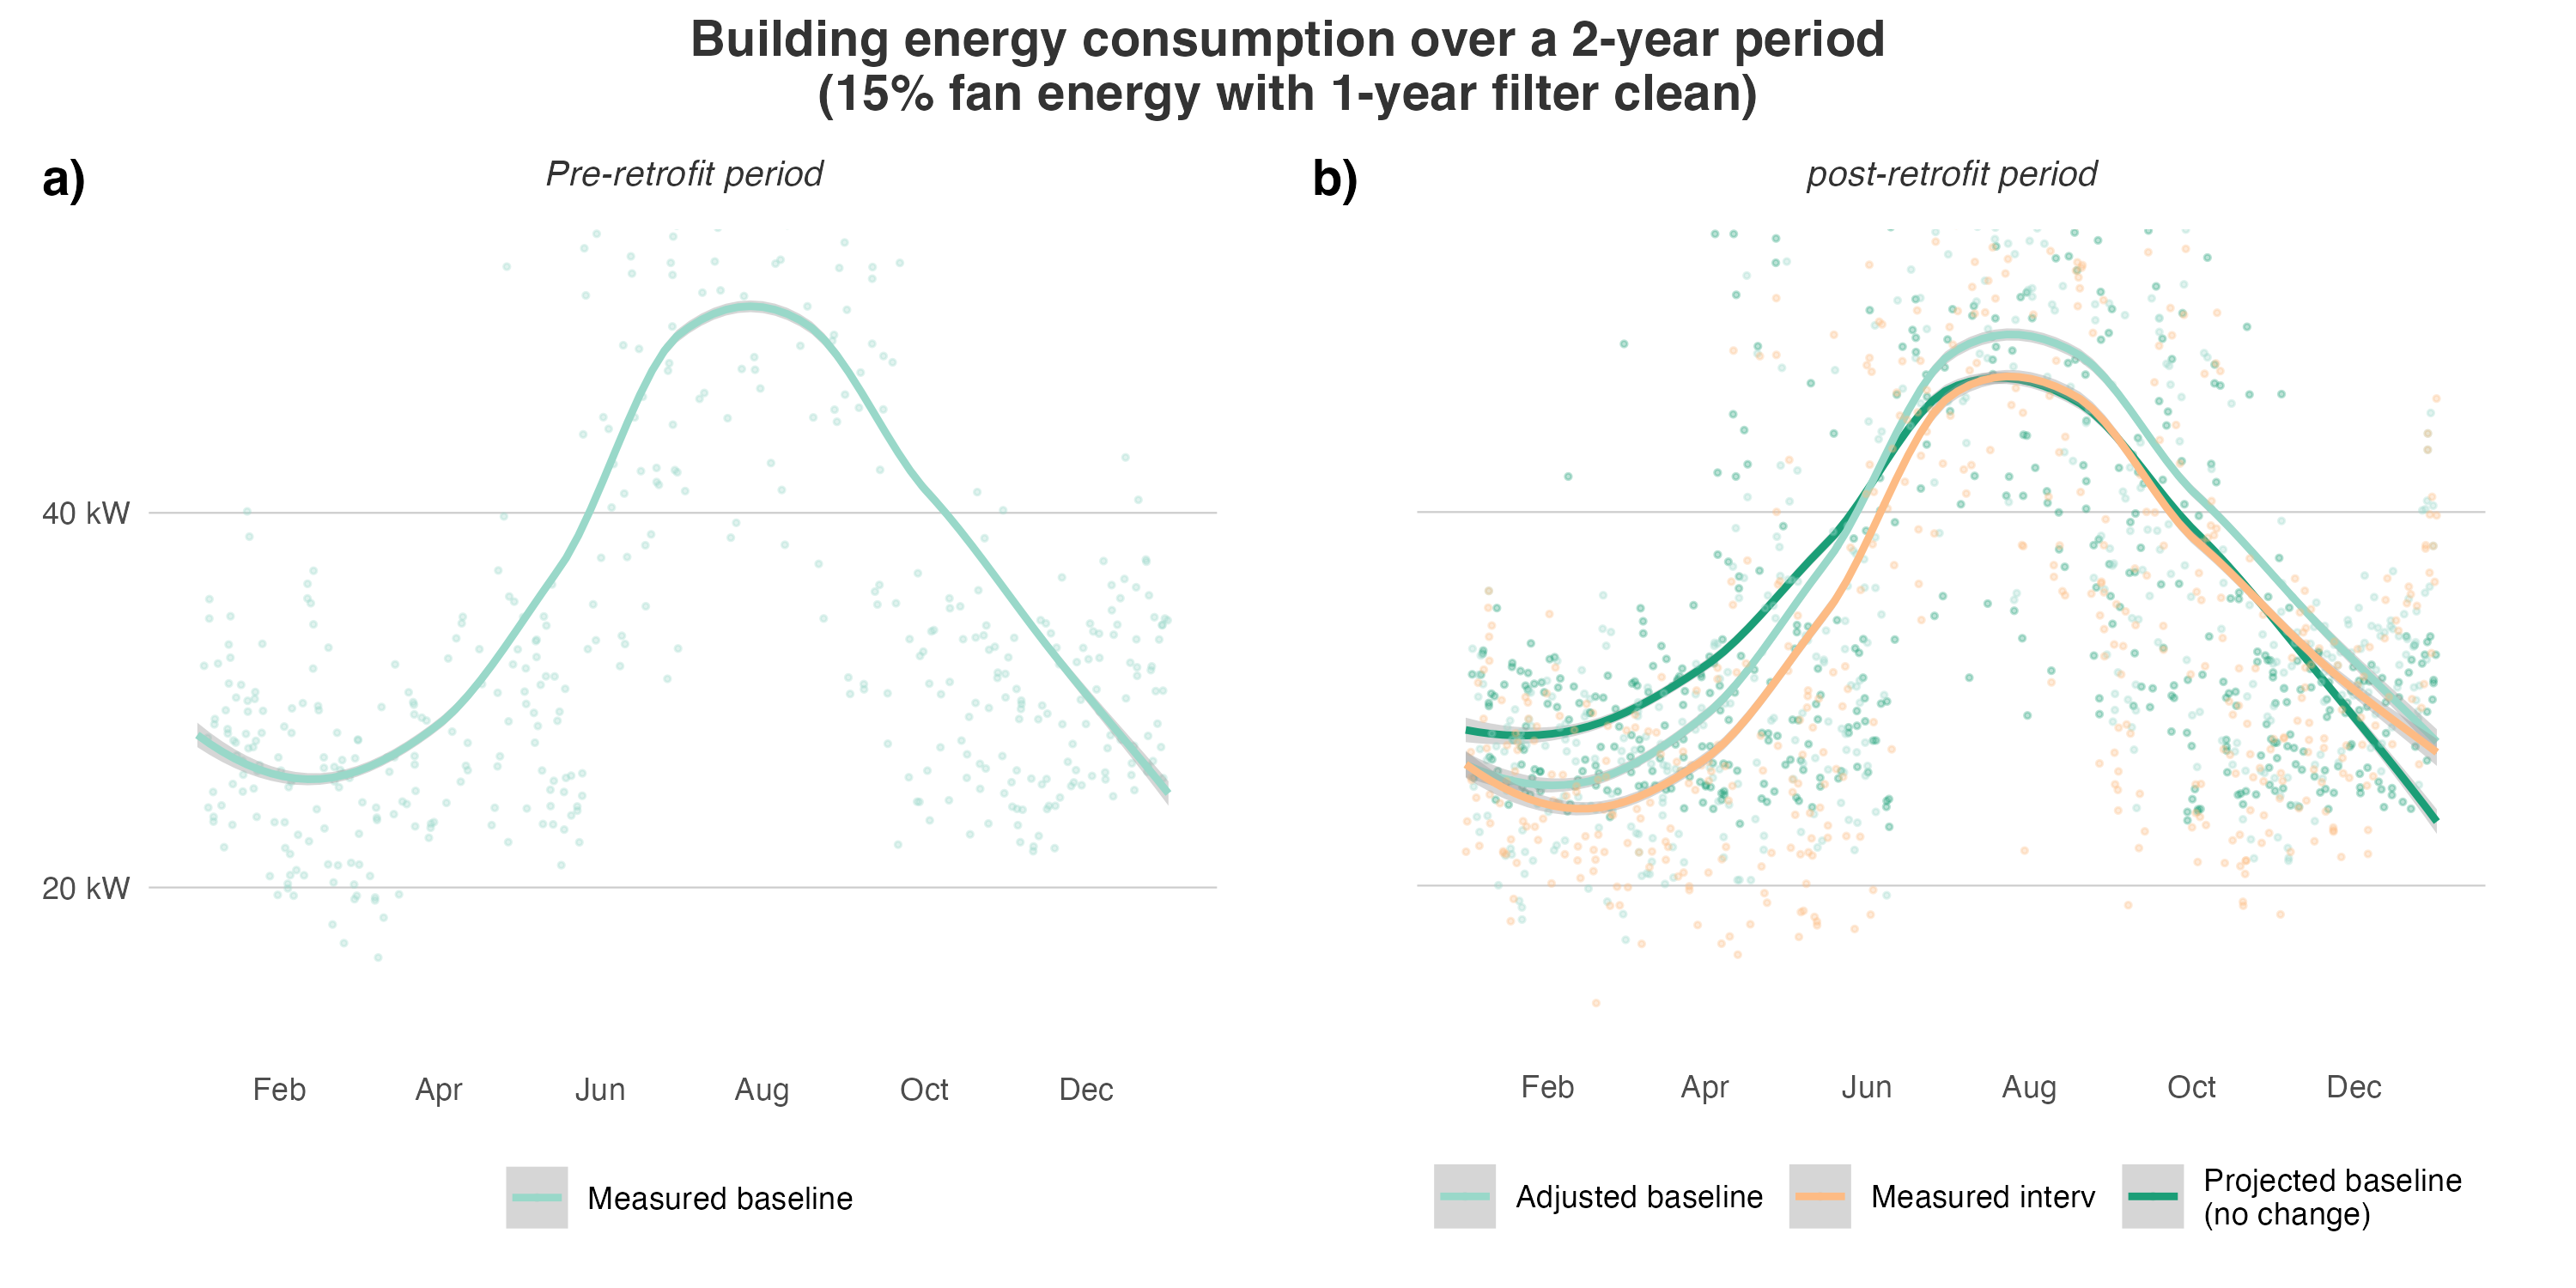 Building energy consumption over a 2-year period
(15% fan energy with 1-year filter clean)
a)
Pre-retrofit period
40 kW
20 kW
Feb Apr Jun Aug Oct Dec
Measured baseline
b)
post-retrofit period
Feb Apr Jun Aug Oct Dec
Adjusted baseline
Measured interv
Projected baseline
(no change)